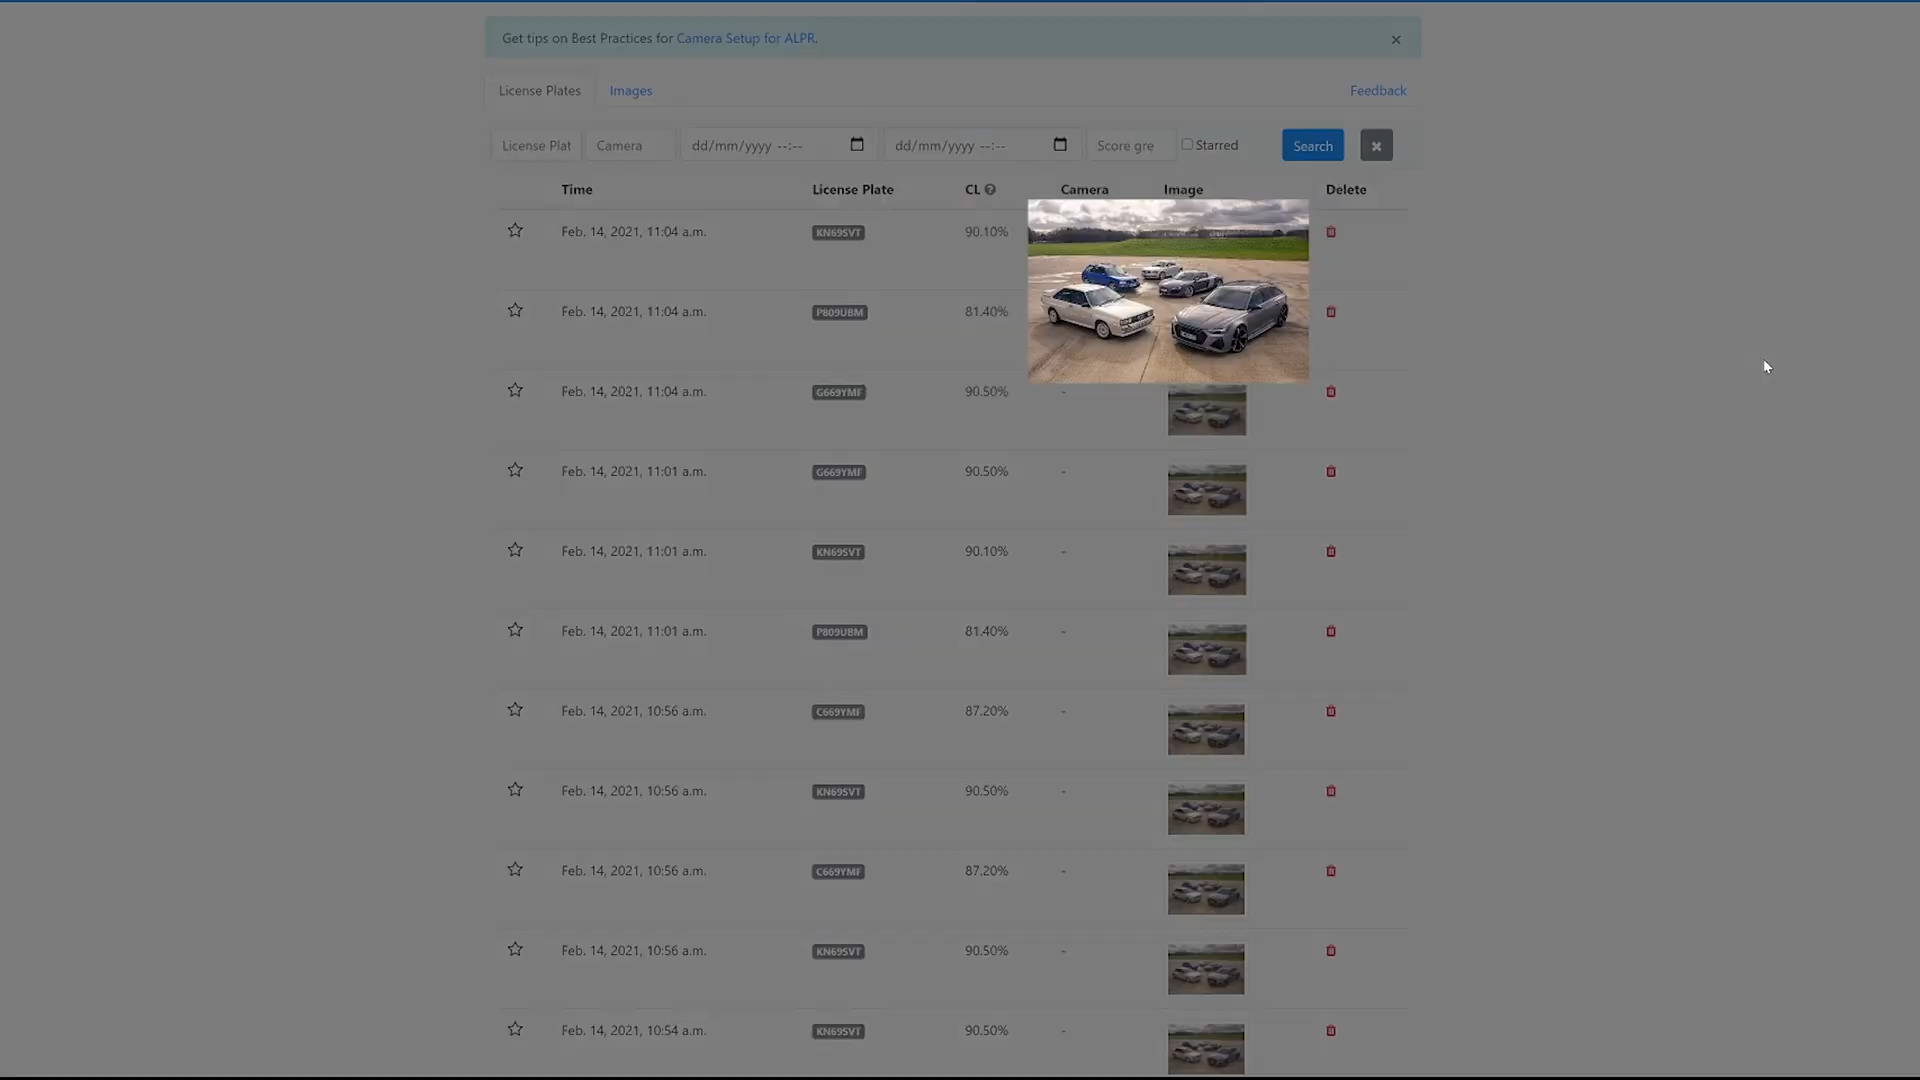 Get tips on Best Practices for Camera Setup for ALPR. ×
License Plates Images Feedback
License Plat Camera dd/mm/yyyy --:-- dd/mm/yyyy --:-- Score gre Starred Search ×
Time License Plate CL ? Camera Image Delete
Feb. 14, 2021, 11:04 a.m. KN69SVT 90.10%
Feb. 14, 2021, 11:04 a.m. P809UBM 81.40%
Feb. 14, 2021, 11:04 a.m. G669YMF 90.50% -
Feb. 14, 2021, 11:01 a.m. G669YMF 90.50% -
Feb. 14, 2021, 11:01 a.m. KN69SVT 90.10% -
Feb. 14, 2021, 11:01 a.m. P809UBM 81.40% -
Feb. 14, 2021, 10:56 a.m. C669YMF 87.20% -
Feb. 14, 2021, 10:56 a.m. KN69SVT 90.50% -
Feb. 14, 2021, 10:56 a.m. C669YMF 87.20% -
Feb. 14, 2021, 10:56 a.m. KN69SVT 90.50% -
Feb. 14, 2021, 10:54 a.m. KN69SVT 90.50% -